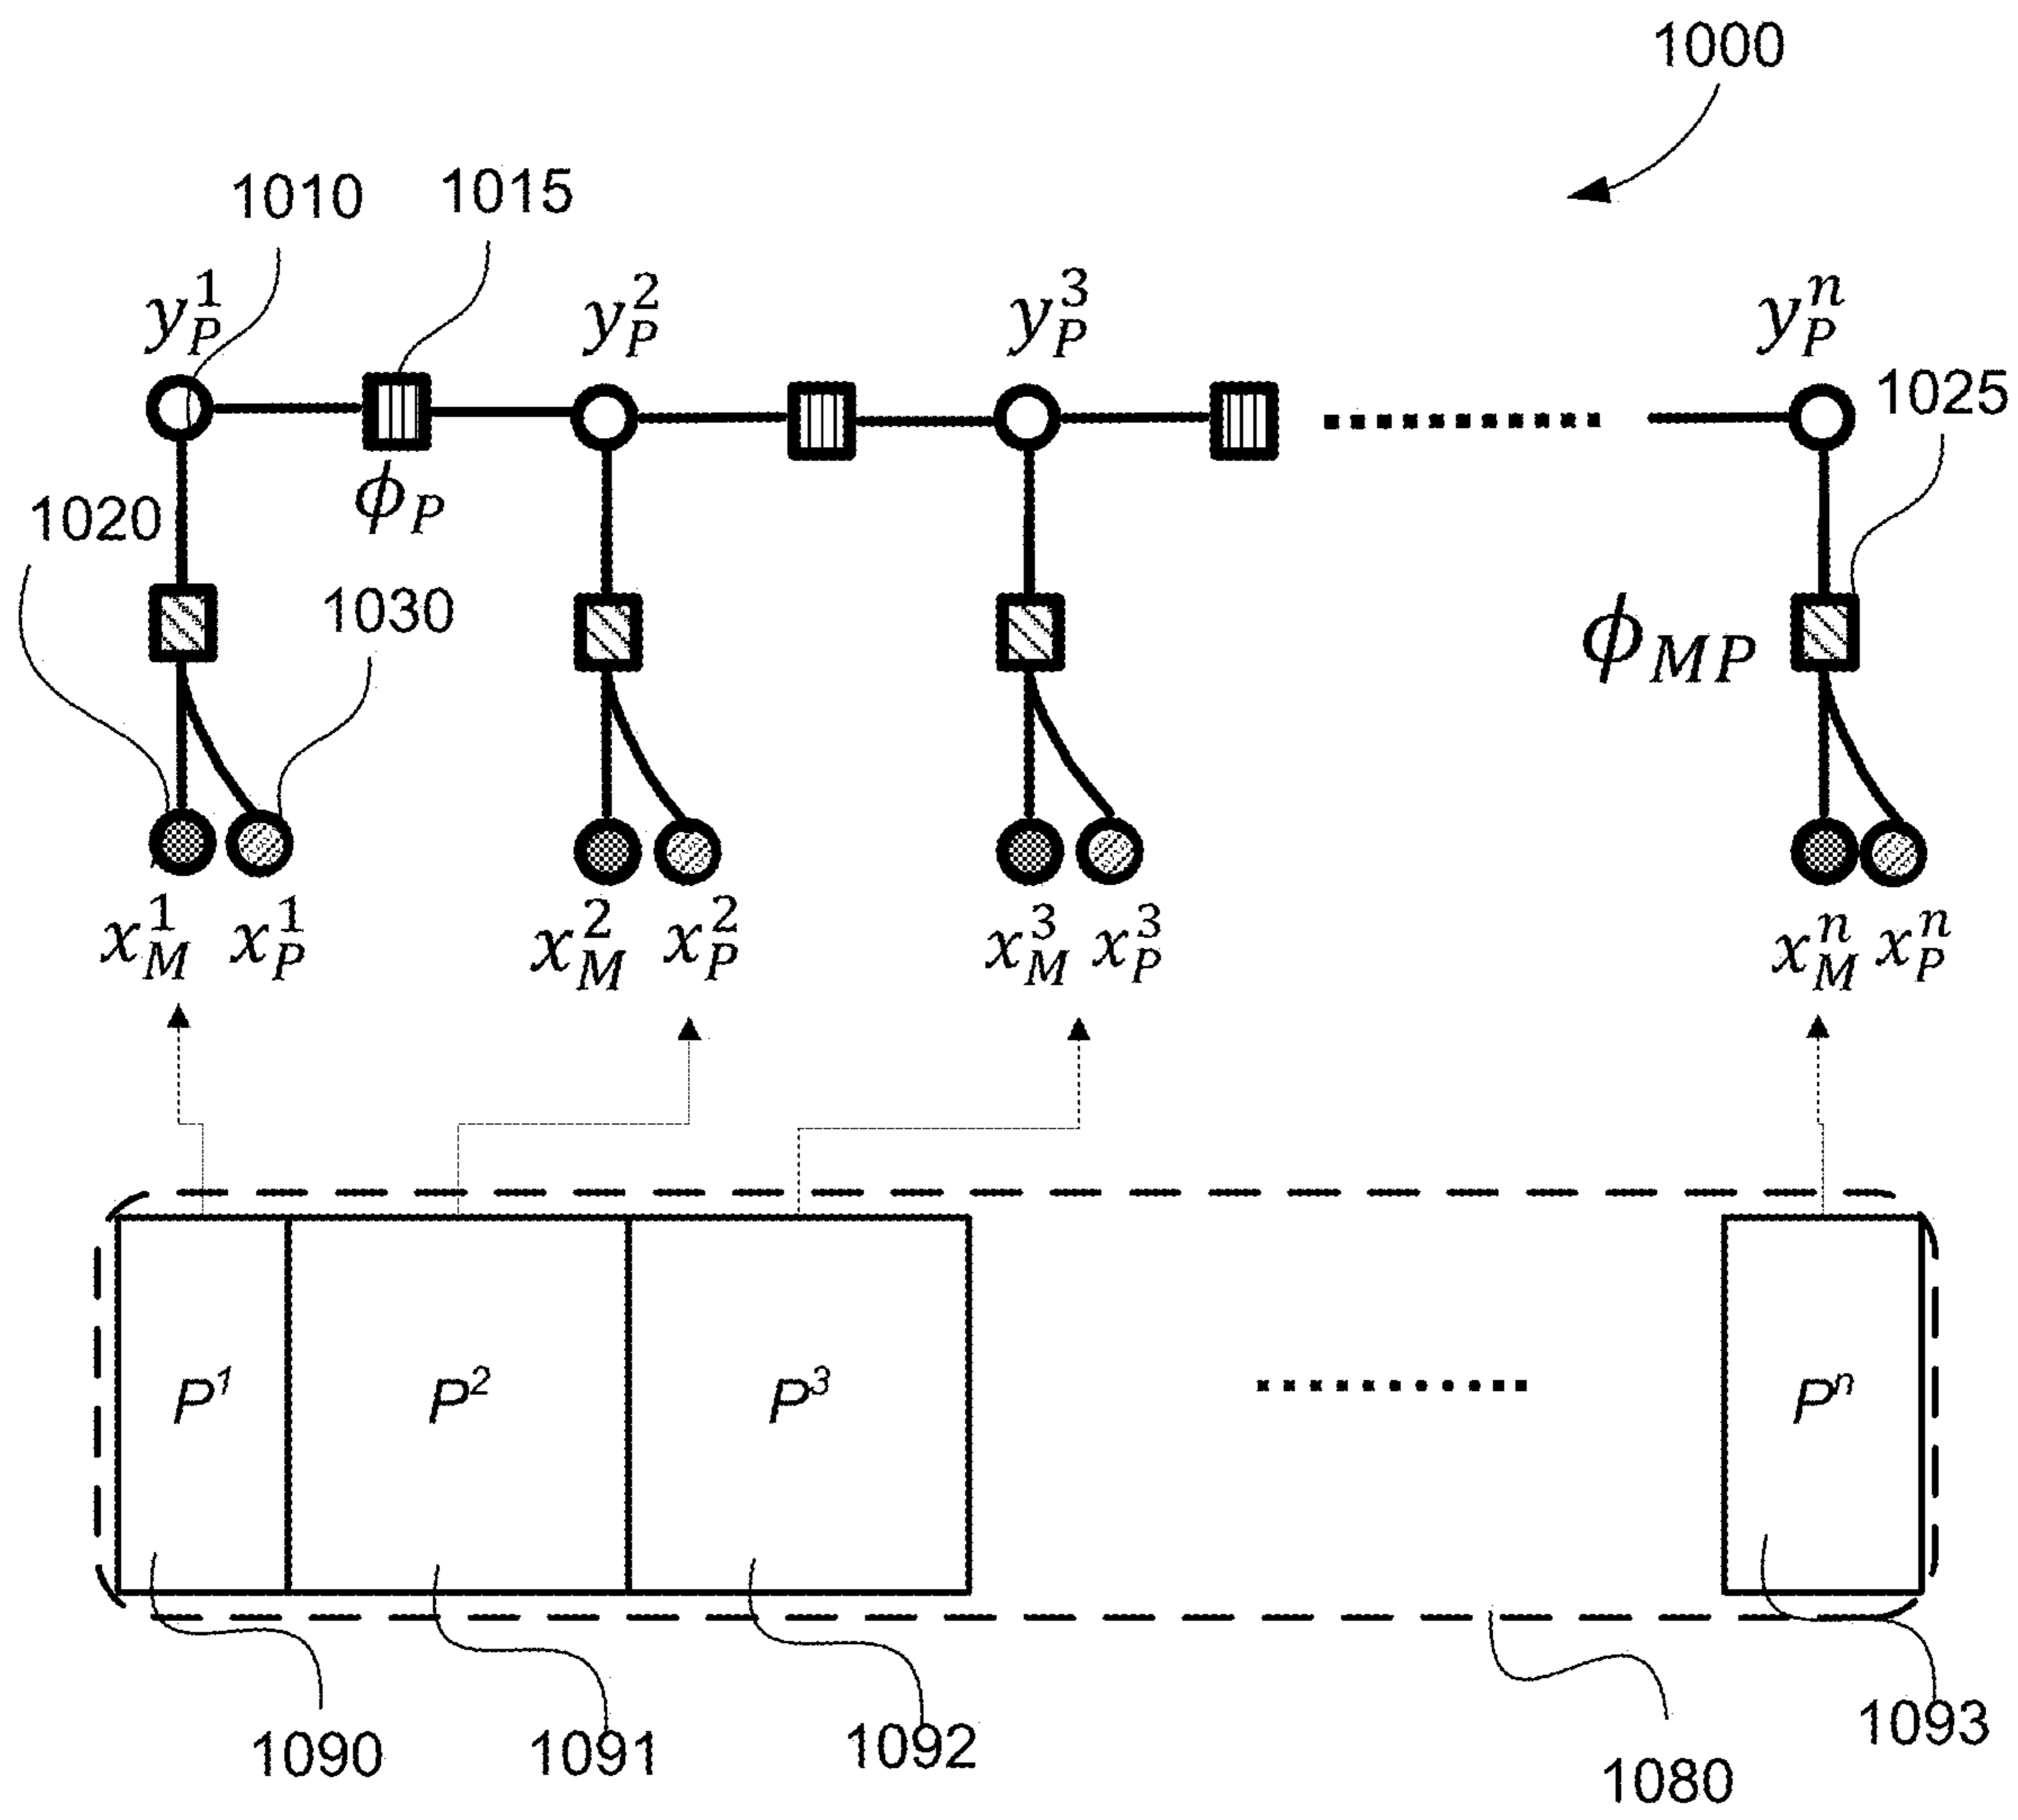 1000
1010 1015
y_P^1 y_P^2 y_P^3 y_P^n
1025
ϕ_P
1020
1030
ϕ_MP
x_M^1 x_P^1 x_M^2 x_P^2 x_M^3 x_P^3 x_M^n x_P^n
P^1 P^2 P^3 P^n
1090 1091 1092 1093
1080